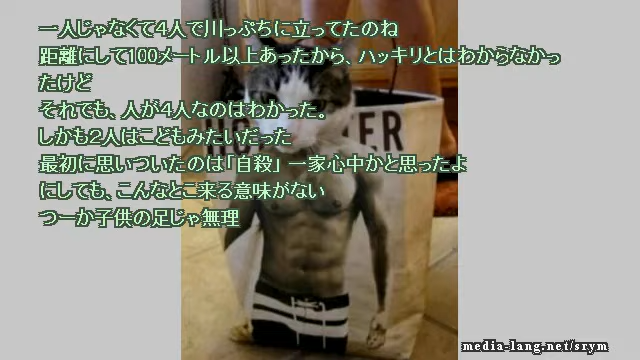 一人じゃなくて4人で川っぷちに立ってたのね
距離にして100メートル以上あったから、ハッキリとはわからなかっ
たけど
それでも、人が4人なのはわかった。
しかも2人はこどもみたいだった
最初に思いついたのは「自殺」 一家心中かと思ったよ
にしても、こんなとこ来る意味がない
つーか子供の足じゃ無理
media-lang.net/srym